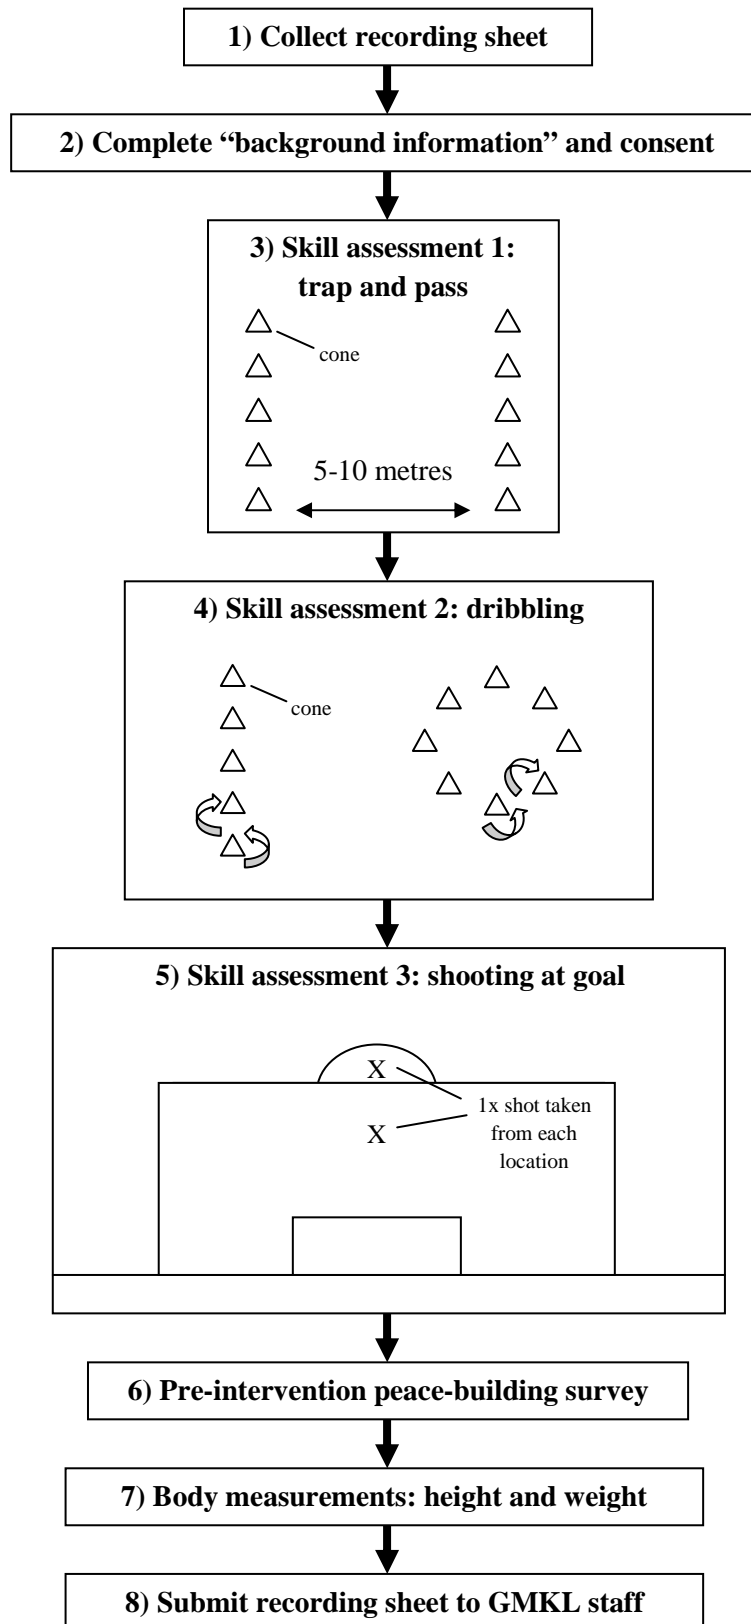 1) Collect recording sheet
2) Complete “background information” and consent
3) Skill assessment 1:
trap and pass
cone
5-10 metres
4) Skill assessment 2: dribbling
cone
5) Skill assessment 3: shooting at goal
X
X
1x shot taken
from each
location
6) Pre-intervention peace-building survey
7) Body measurements: height and weight
8) Submit recording sheet to GMKL staff